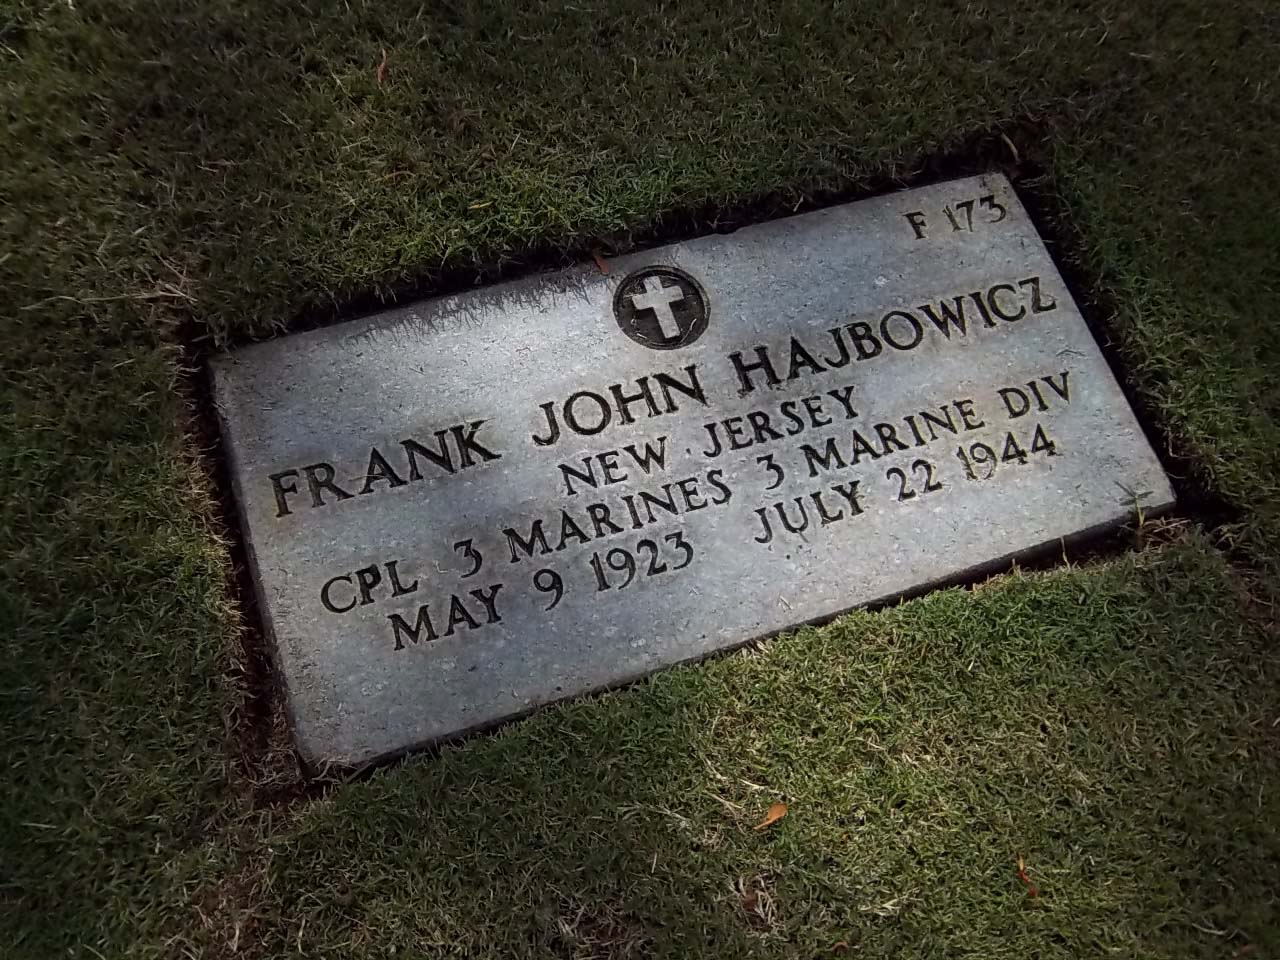 F 173
FRANK JOHN HAJBOWICZ
NEW JERSEY
CPL 3 MARINES 3 MARINE DIV
MAY 9 1923 JULY 22 1944